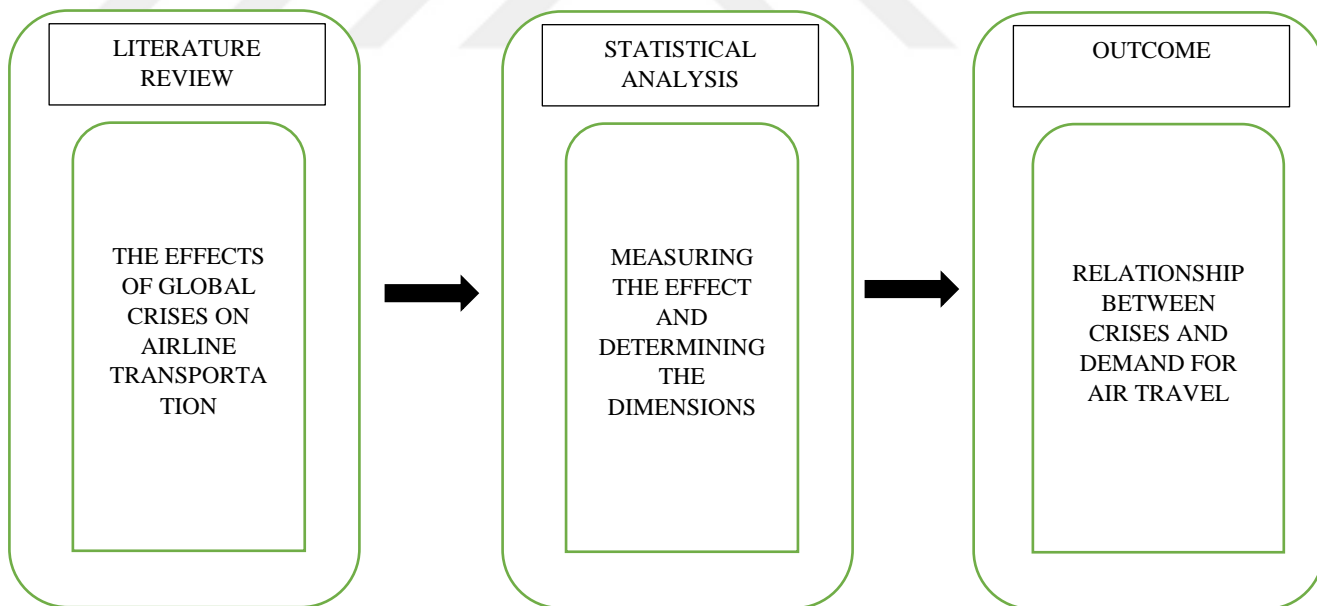 LITERATURE
REVIEW
THE EFFECTS
OF GLOBAL
CRISES ON
AIRLINE
TRANSPORTA
TION
STATISTICAL
ANALYSIS
MEASURING
THE EFFECT
AND
DETERMINING
THE
DIMENSIONS
OUTCOME
RELATIONSHIP
BETWEEN
CRISES AND
DEMAND FOR
AIR TRAVEL